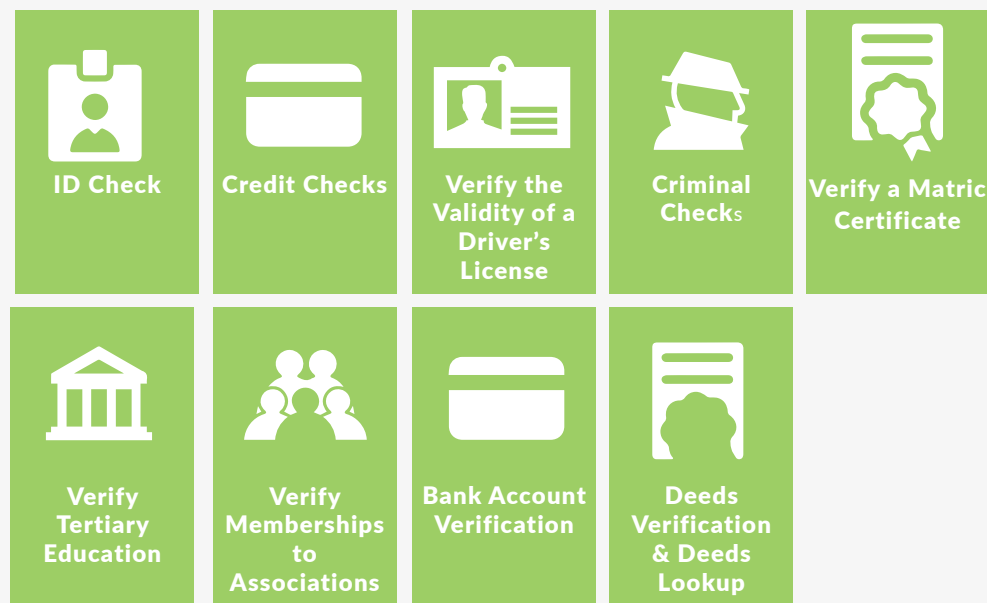 ID Check
Credit Checks
Verify the
Validity of a
Driver’s
License
Criminal
Checks
Verify a Matric
Certificate
Verify
Tertiary
Education
Verify
Memberships
to
Associations
Bank Account
Verification
Deeds
Verification
& Deeds
Lookup